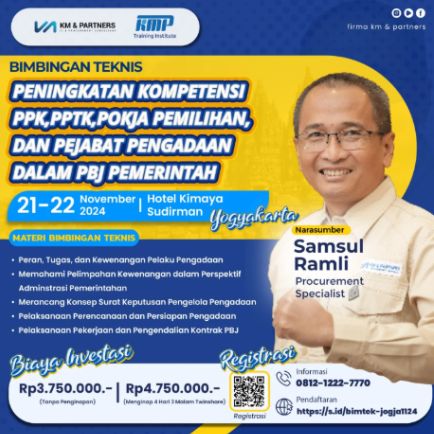 KM & PARTNERS
KMP
Training Institute
firma km & partners
BIMBINGAN TEKNIS
PENINGKATAN KOMPETENSI
PPK,PPTK,POKJA PEMILIHAN,
DAN PEJABAT PENGADAAN
DALAM PBJ PEMERINTAH
21-22 November 2024
Hotel Kimaya Sudirman
Yogyakarta
MATERI BIMBINGAN TEKNIS
• Peran, Tugas, dan Kewenangan Pelaku Pengadaan
• Memahami Pelimpahan Kewenangan dalam Perspektif
Adminstrasi Pemerintahan
• Merancang Konsep Surat Keputusan Pengelola Pengadaan
• Pelaksanaan Perencanaan dan Persiapan Pengadaan
• Pelaksanaan Pekerjaan dan Pengendalian Kontrak PBJ
Narasumber
Samsul
Ramli
Procurement
Specialist
Biaya Investasi
Rp3.750.000.-
(Tanpa Penginapan)
Rp4.750.000.-
(Menginap 4 Hari 3 Malam Twinshare)
Registrasi
Registrasi
Informasi
0812-1222-7770
Pendaftaran
https://s.id/bimtek-jogja1124